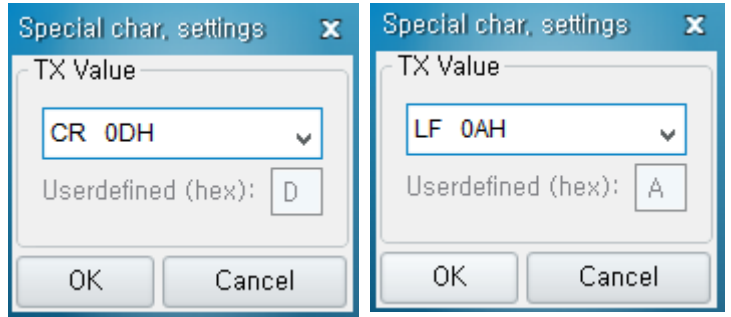 Special char, settings x
TX Value
CR 0DH
Userdefined (hex): D
OK Cancel
Special char, settings x
TX Value
LF 0AH
Userdefined (hex): A
OK Cancel